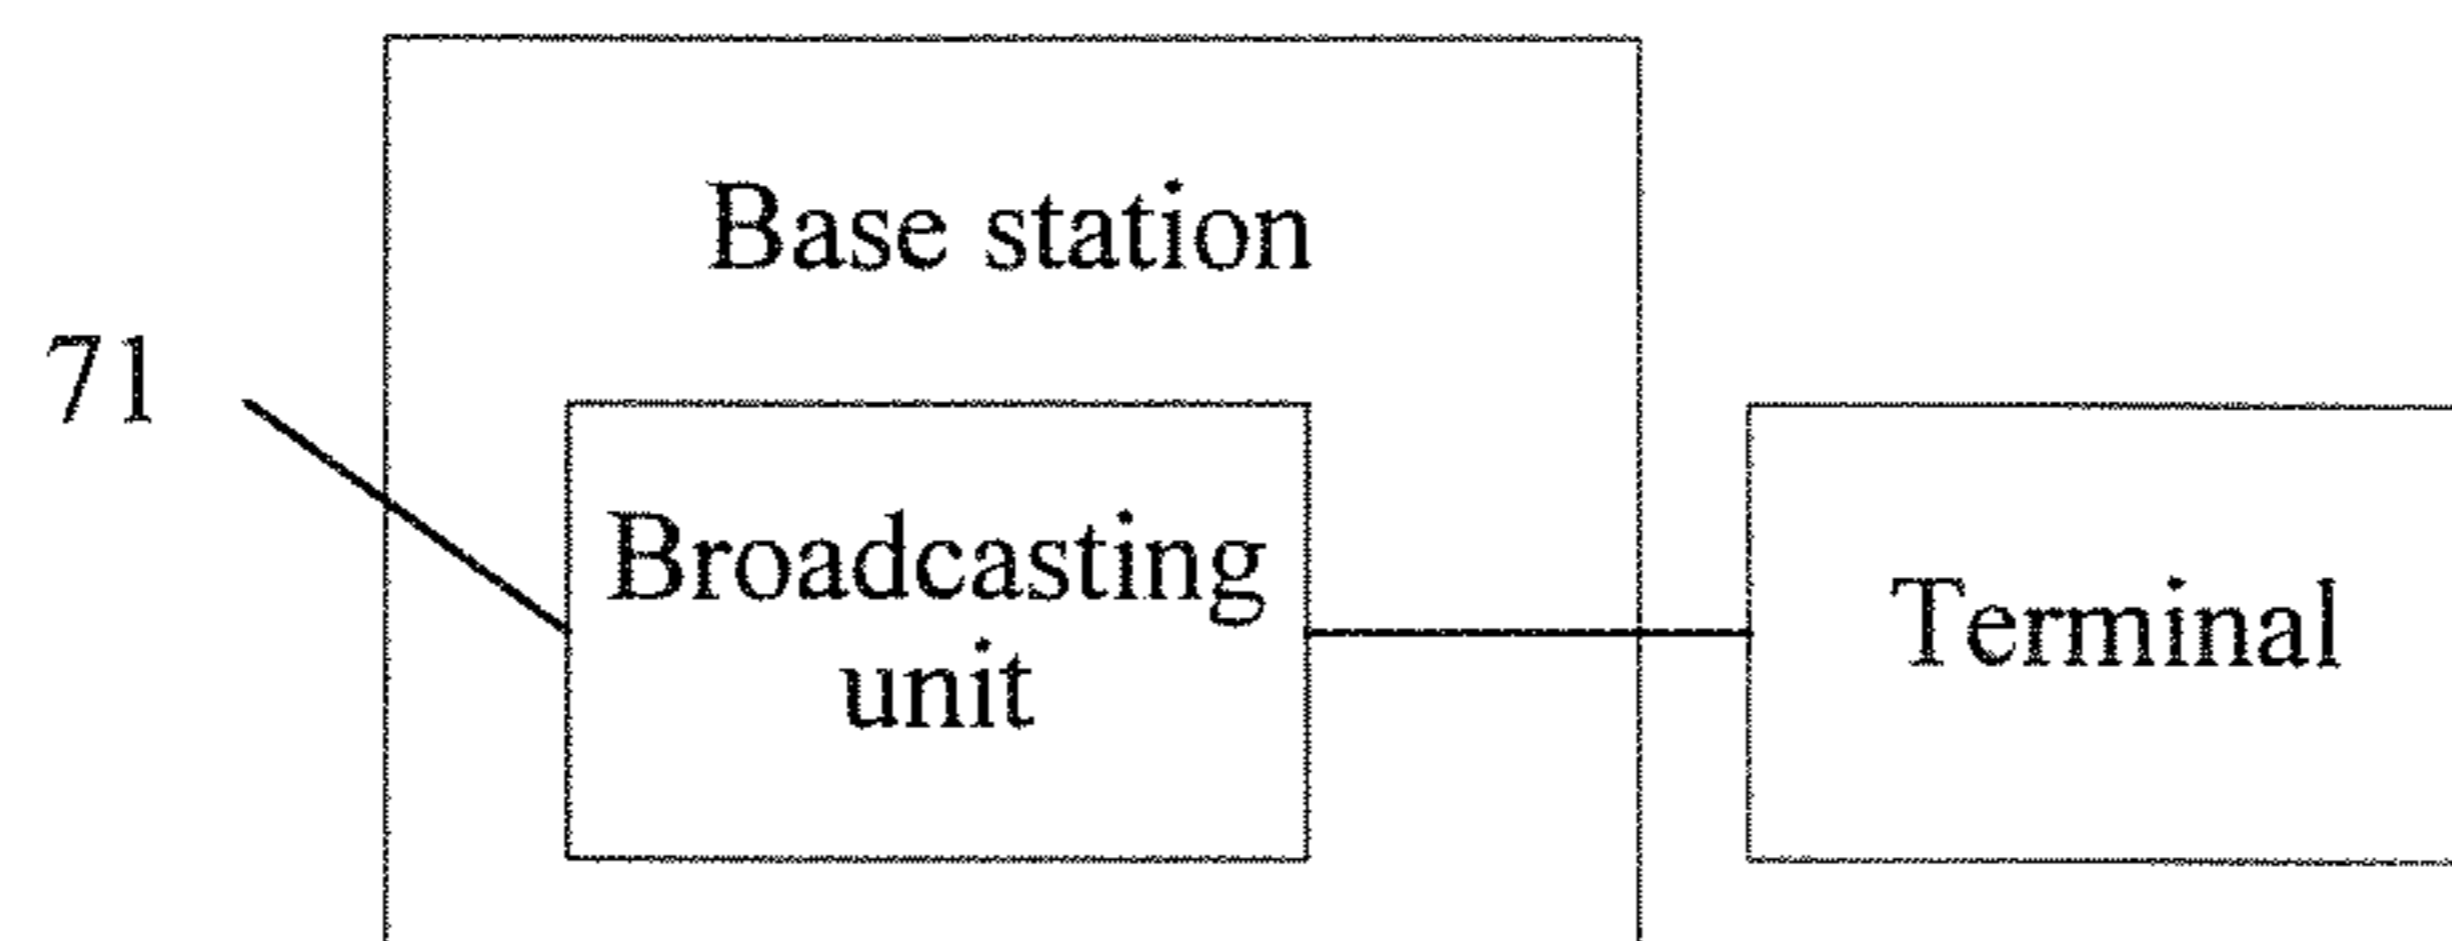 Base station
71
Broadcasting
unit
Terminal